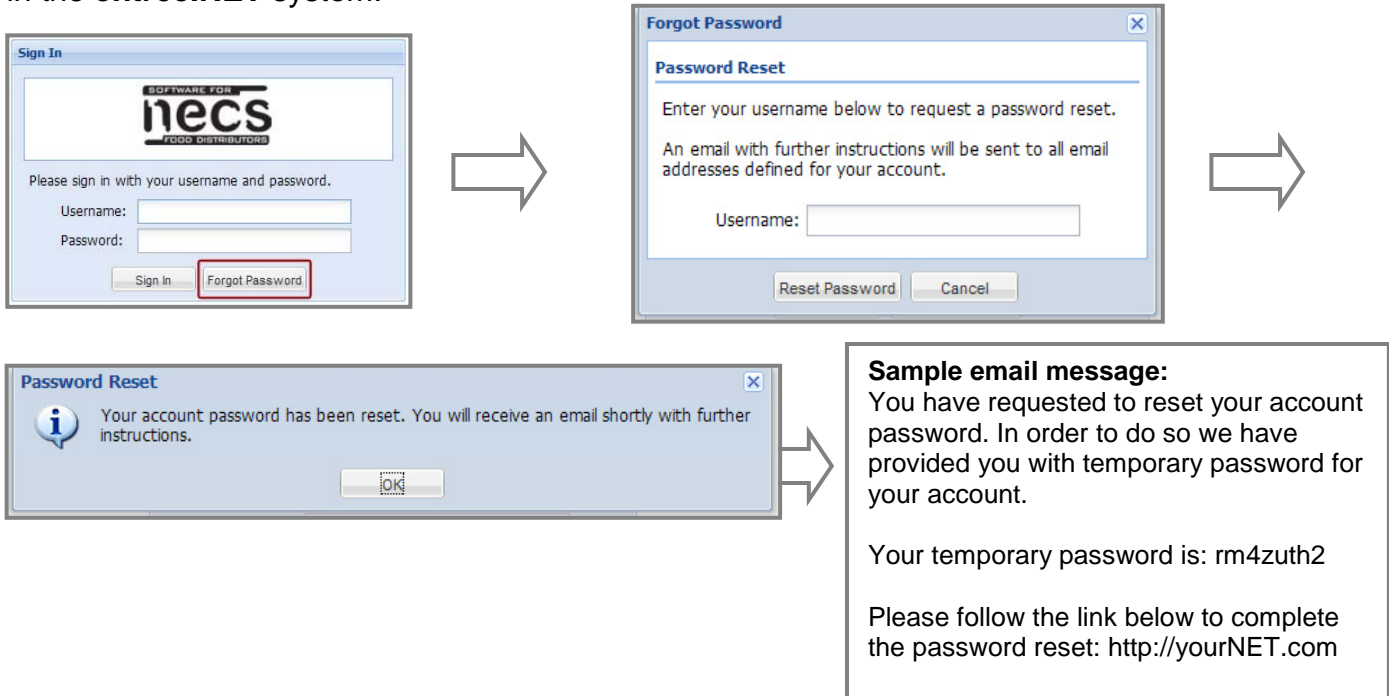 in the entree.NET system.
Sign In
SOFTWARE FOR
necs
FOOD DISTRIBUTORS
Please sign in with your username and password.
Username:
Password:
Sign In
Forgot Password
Forgot Password
Password Reset
Enter your username below to request a password reset.
An email with further instructions will be sent to all email
addresses defined for your account.
Username:
Reset Password
Cancel
Password Reset
Your account password has been reset. You will receive an email shortly with further
instructions.
OK
Sample email message:
You have requested to reset your account
password. In order to do so we have
provided you with temporary password for
your account.
Your temporary password is: rm4zuth2
Please follow the link below to complete
the password reset: http://yourNET.com